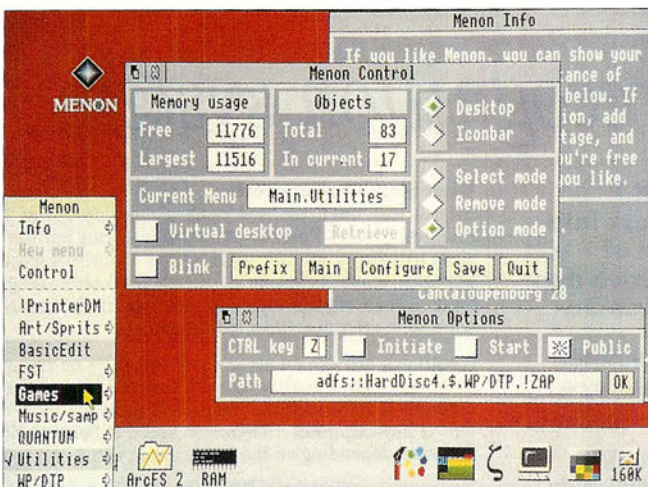 Menon Info
If you like Menon, you can show your
ance of
below. If
ion, add
tage, and
u're free
you like.
Cantaloupenburg 28
MENON
Menon Control
Memory usage
Free 11776
Largest 11516
Objects
Total 83
In current 17
Desktop
Iconbar
Select mode
Remove mode
Option mode
Current Menu Main.Utilities
Virtual desktop Retrieve
Blink Prefix Main Configure Save Quit
Menon
Info
New menu
Control
!PrinterDM
Art/Sprits
BasicEdit
FST
Games
Music/samp
QUANTUM
√Utilities
WP/DTP
Menon Options
CTRL key Z Initiate Start Public
Path adfs::HardDisc4.$.WP/DTP.!ZAP OK
ArcFS 2 RAM 160K